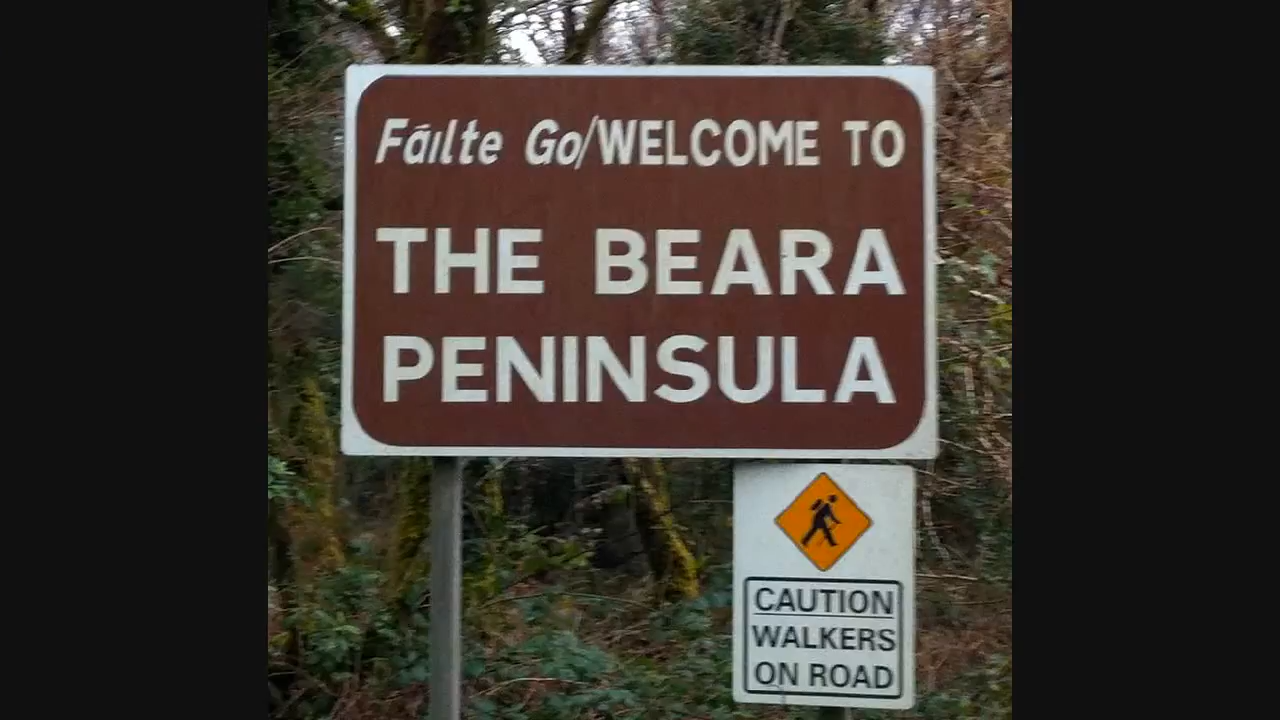 Fáilte Go/WELCOME TO
THE BEARA
PENINSULA
CAUTION
WALKERS
ON ROAD